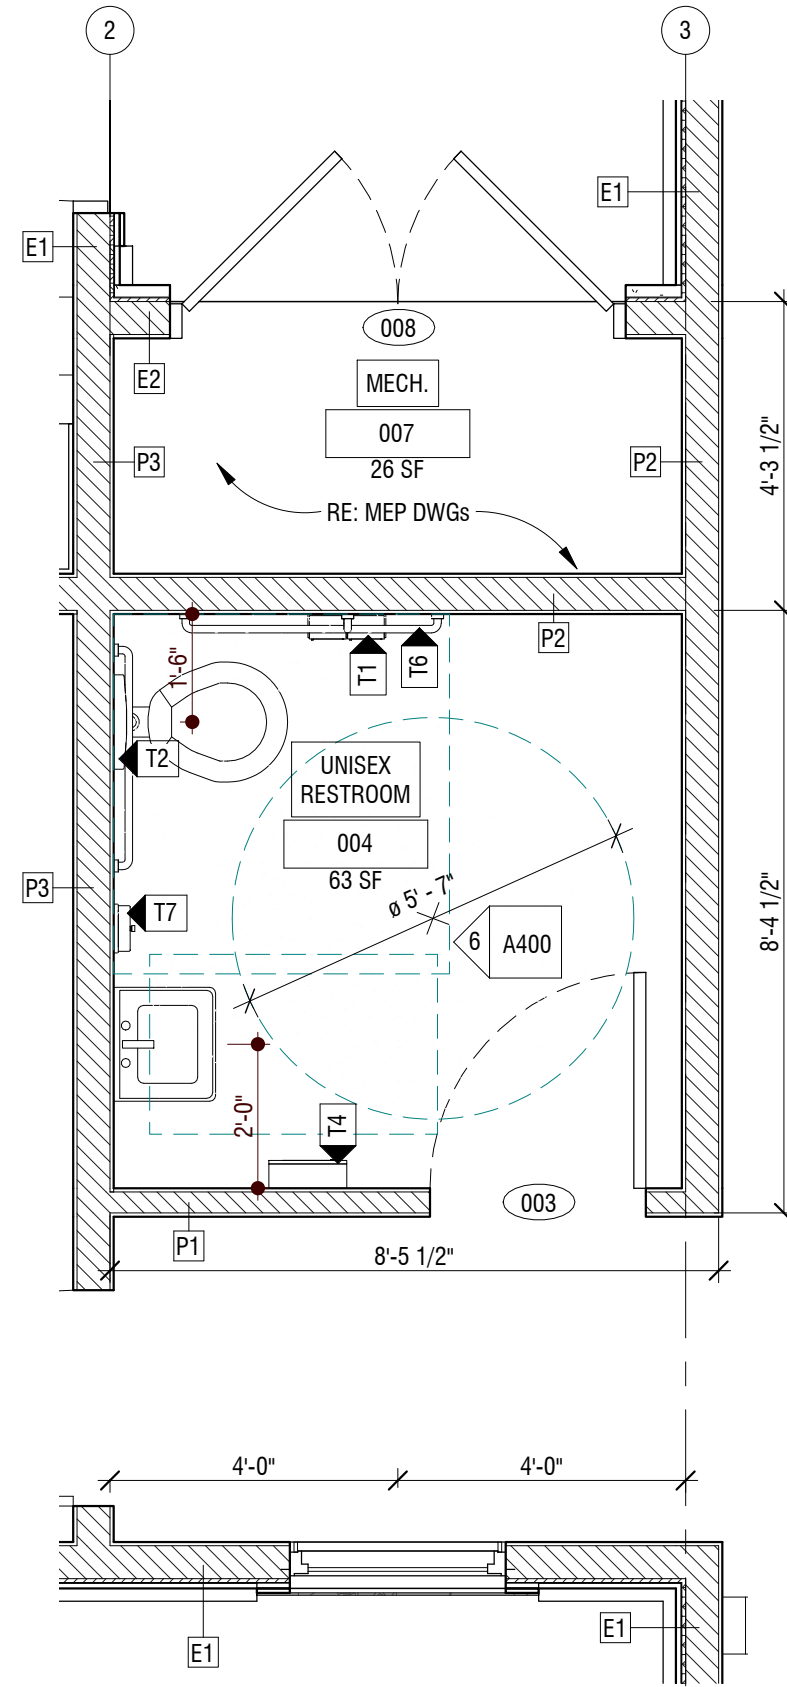 2
3
E1
E1
008
E2
MECH.
007
26 SF
P3
P2
4'-3 1/2"
RE: MEP DWGs
P2
1'-6"
T1
T6
T2
UNISEX
RESTROOM
004
63 SF
P3
ø 5' - 7"
T7
6
A400
8'-4 1/2"
2'-0"
T4
003
P1
8'-5 1/2"
4'-0"
4'-0"
E1
E1